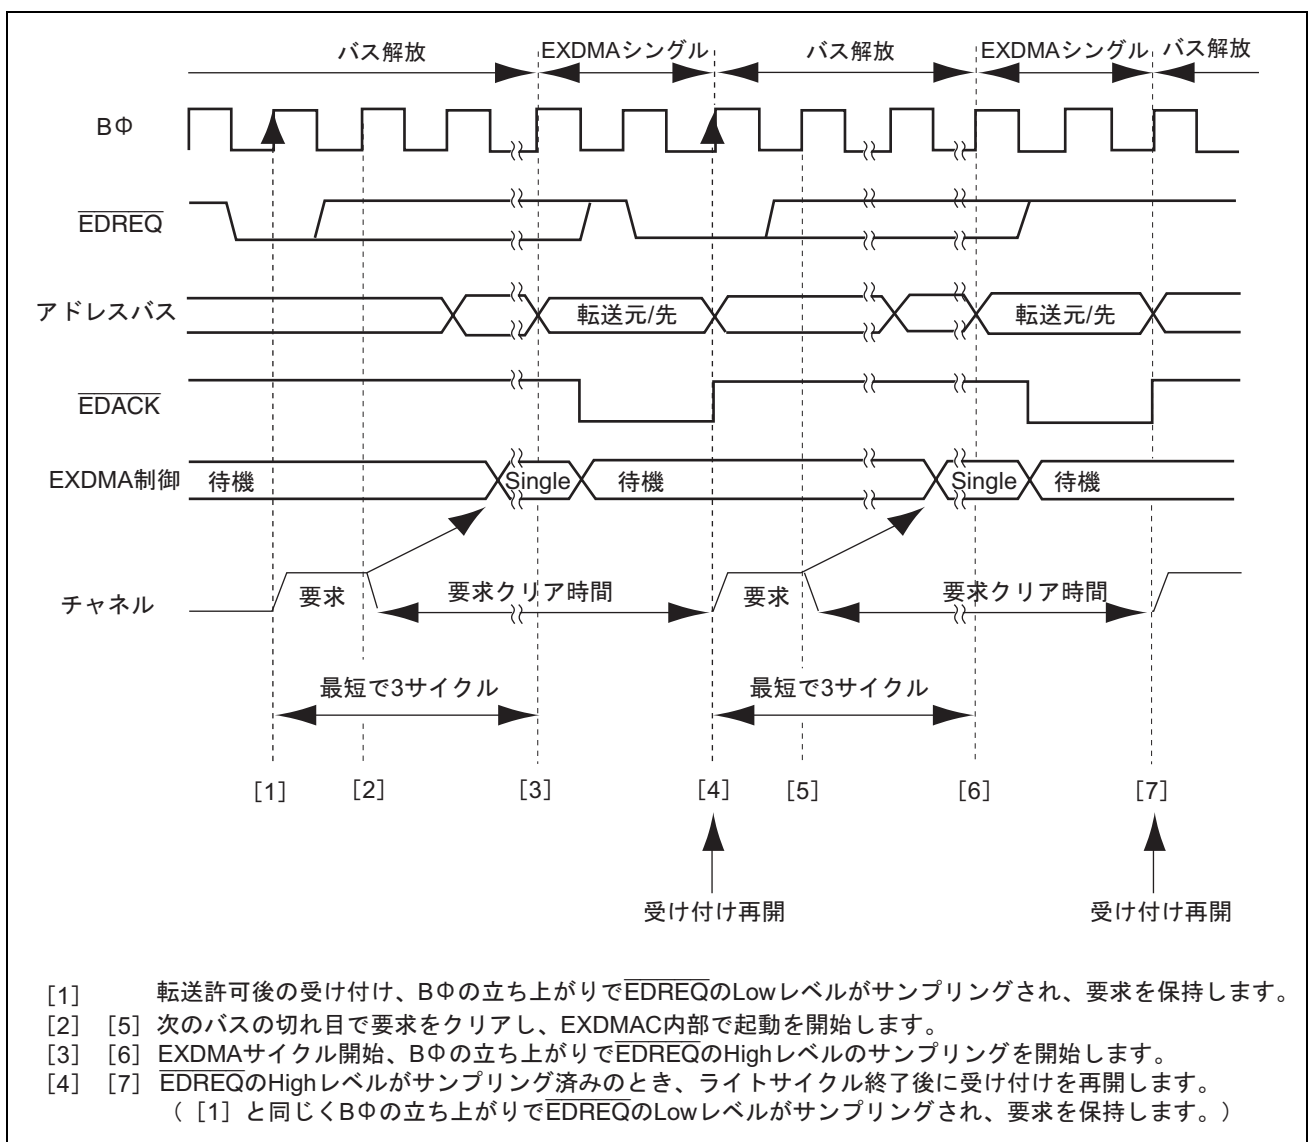 バス解放 EXDMAシングル バス解放 EXDMAシングル バス解放
BΦ
EDREQ
アドレスバス 転送元/先 転送元/先
EDACK
EXDMA制御 待機 Single 待機 Single 待機
チャネル 要求 要求クリア時間 要求 要求クリア時間
最短で3サイクル 最短で3サイクル
[1] [2] [3] [4] [5] [6] [7]
受け付け再開 受け付け再開
[1] 転送許可後の受け付け、BΦの立ち上がりでEDREQのLowレベルがサンプリングされ、要求を保持します。
[2] [5] 次のバスの切れ目で要求をクリアし、EXDMAC内部で起動を開始します。
[3] [6] EXDMAサイクル開始、BΦの立ち上がりでEDREQのHighレベルのサンプリングを開始します。
[4] [7] EDREQのHighレベルがサンプリング済みのとき、ライトサイクル終了後に受け付けを再開します。
([1]と同じくBΦの立ち上がりでEDREQのLowレベルがサンプリングされ、要求を保持します。)